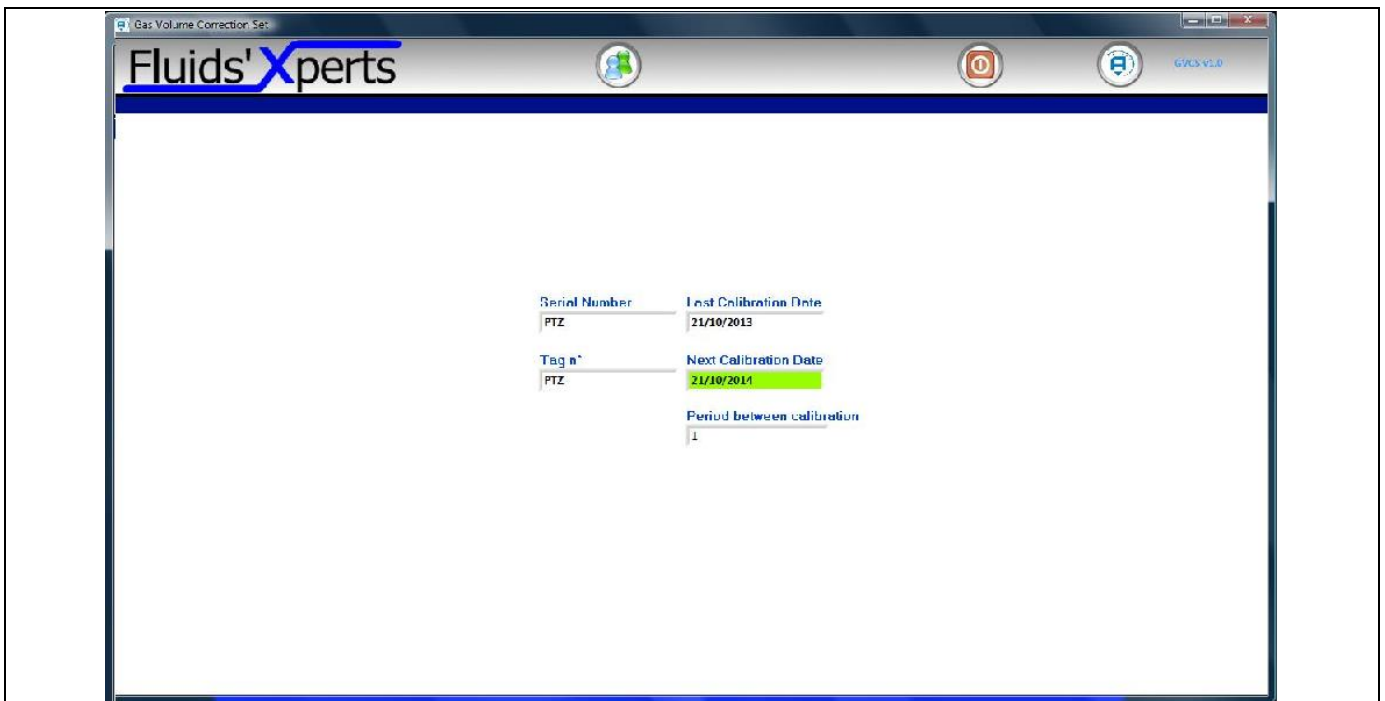 Gas Volume Correction Set
Fluids'Xperts
GVCS v1.0
Serial Number Last Calibration Date
PTZ 21/10/2013
Tag n° Next Calibration Date
PTZ 21/10/2014
Period between calibration
1